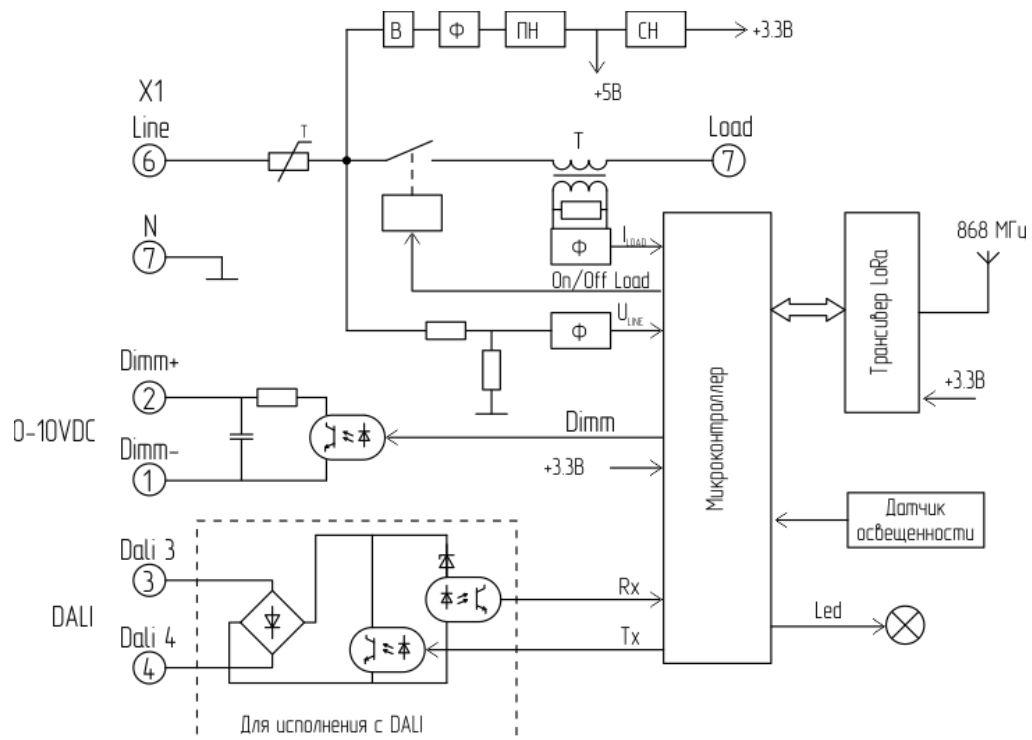 В
Ф
ПН
СН
+3.3В
+5В
X1
Line
6
T
T
Load
7
N
7
Ф
I LOAD
On/Off Load
U LINE
Ф
868 МГц
Трансивер LoRa
+3.3В
Dimm+
2
0-10VDC
Dimm-
1
Dimm
+3.3В
Микроконтроллер
Датчик
освещенности
Dali 3
3
DALI
Dali 4
4
Rx
Tx
Led
Для исполнения с DALI